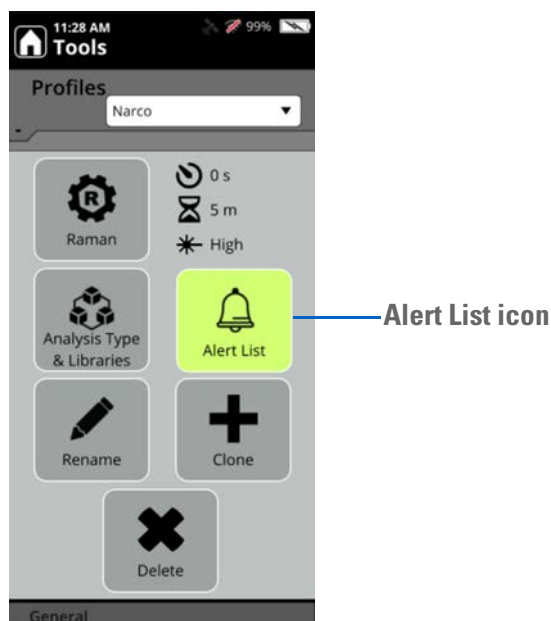 11:28 AM
99%
Tools
Profiles
Narco
R
0 s
5 m
Raman
High
Analysis Type
& Libraries
Alert List
Alert List icon
Rename
Clone
Delete
General